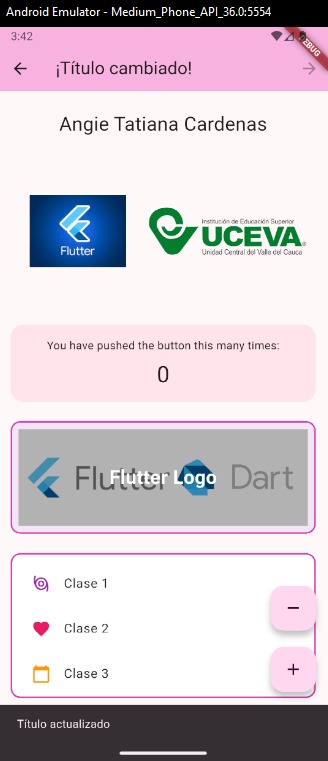 Android Emulator - Medium_Phone_API_36.0:5554
3:42
DEBUG
¡Título cambiado!
Angie Tatiana Cardenas
Flutter
Institución de Educación Superior
UCEVA
Unidad Central del Valle del Cauca
You have pushed the button this many times:
0
Flutter Dart
Flutter Logo
Clase 1
Clase 2
Clase 3
Título actualizado